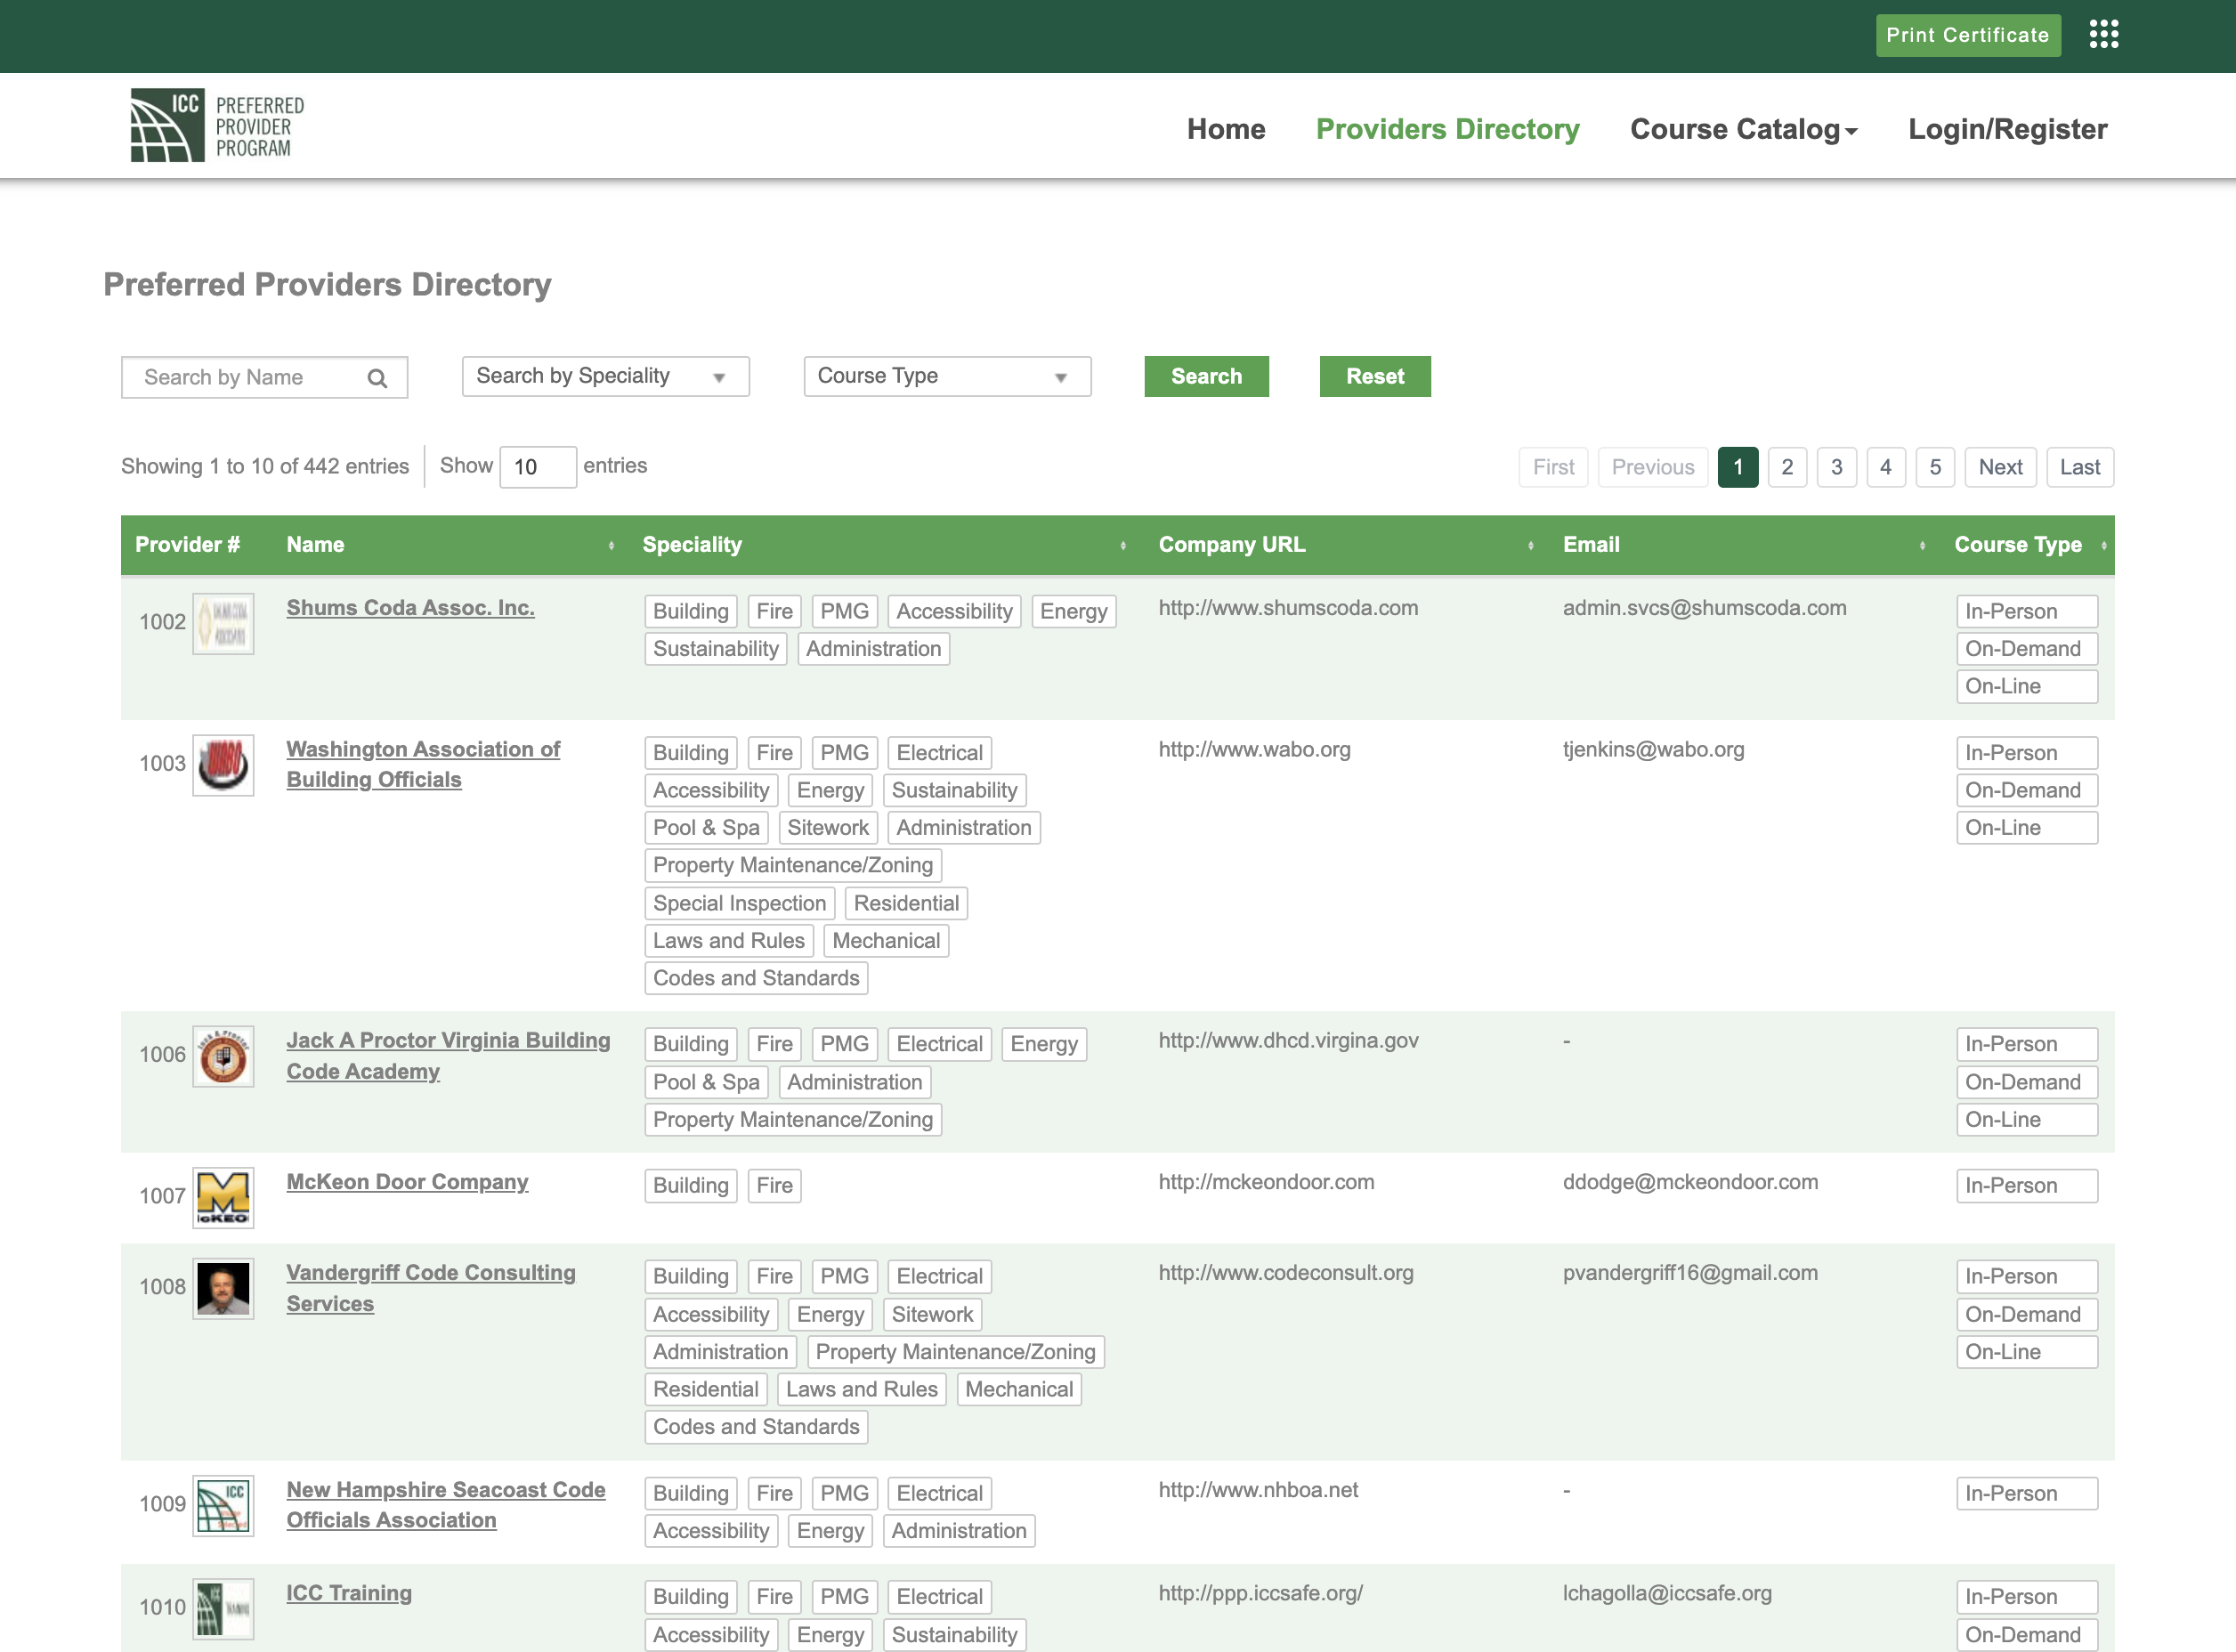 Print Certificate
ICC PREFERRED
PROVIDER
PROGRAM
Home Providers Directory Course Catalog Login/Register
Preferred Providers Directory
Search by Name Search by Speciality Course Type Search Reset
Showing 1 to 10 of 442 entries Show 10 entries First Previous 1 2 3 4 5 Next Last
Provider # Name Speciality Company URL Email Course Type
1002 Shums Coda Assoc. Inc. Building Fire PMG Accessibility Energy http://www.shumscoda.com admin.svcs@shumscoda.com In-Person
Sustainability Administration On-Demand
On-Line
1003 WABO Washington Association of Building Fire PMG Electrical http://www.wabo.org tjenkins@wabo.org In-Person
Building Officials Accessibility Energy Sustainability On-Demand
Pool & Spa Sitework Administration On-Line
Property Maintenance/Zoning
Special Inspection Residential
Laws and Rules Mechanical
Codes and Standards
1006 Jack A Proctor Virginia Building Building Fire PMG Electrical Energy http://www.dhcd.virgina.gov - In-Person
Code Academy Pool & Spa Administration On-Demand
Property Maintenance/Zoning On-Line
1007 McKeon Door Company Building Fire http://mckeondoor.com ddodge@mckeondoor.com In-Person
1008 Vandergriff Code Consulting Building Fire PMG Electrical http://www.codeconsult.org pvandergriff16@gmail.com In-Person
Services Accessibility Energy Sitework On-Demand
Administration Property Maintenance/Zoning On-Line
Residential Laws and Rules Mechanical
Codes and Standards
1009 ICC New Hampshire Seacoast Code Building Fire PMG Electrical http://www.nhboa.net - In-Person
Officials Association Accessibility Energy Administration
1010 ICC Training Building Fire PMG Electrical http://ppp.iccsafe.org/ lchagolla@iccsafe.org In-Person
Accessibility Energy Sustainability On-Demand